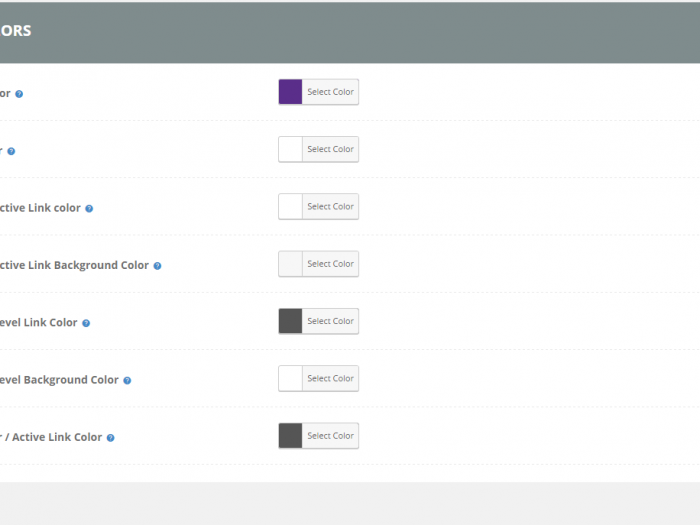 ORS
or
Select Color
r
Select Color
ctive Link color
Select Color
ctive Link Background Color
Select Color
evel Link Color
Select Color
evel Background Color
Select Color
r / Active Link Color
Select Color